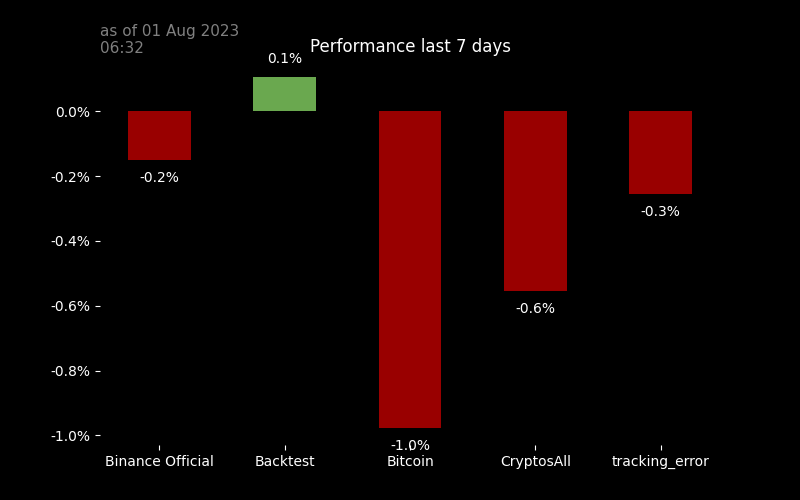 as of 01 Aug 2023
06:32
Performance last 7 days
0.1%
0.0%
-0.2%
-0.2%
-0.3%
-0.4%
-0.6%
-0.6%
-0.8%
-1.0%
-1.0%
Binance Official
Backtest
Bitcoin
CryptosAll
tracking_error